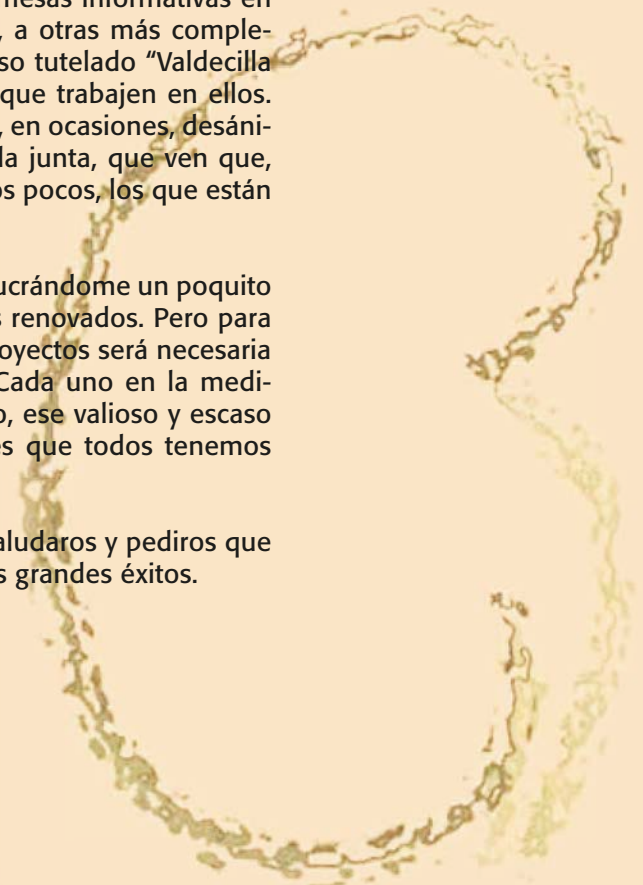 mesas informativas en
, a otras más comple-
so tutelado “Valdecilla
que trabajen en ellos.
, en ocasiones, desáni-
la junta, que ven que,
os pocos, los que están
ucrándome un poquito
s renovados. Pero para
oyectos será necesaria
Cada uno en la medi-
o, ese valioso y escaso
es que todos tenemos
aludaros y pediros que
s grandes éxitos.